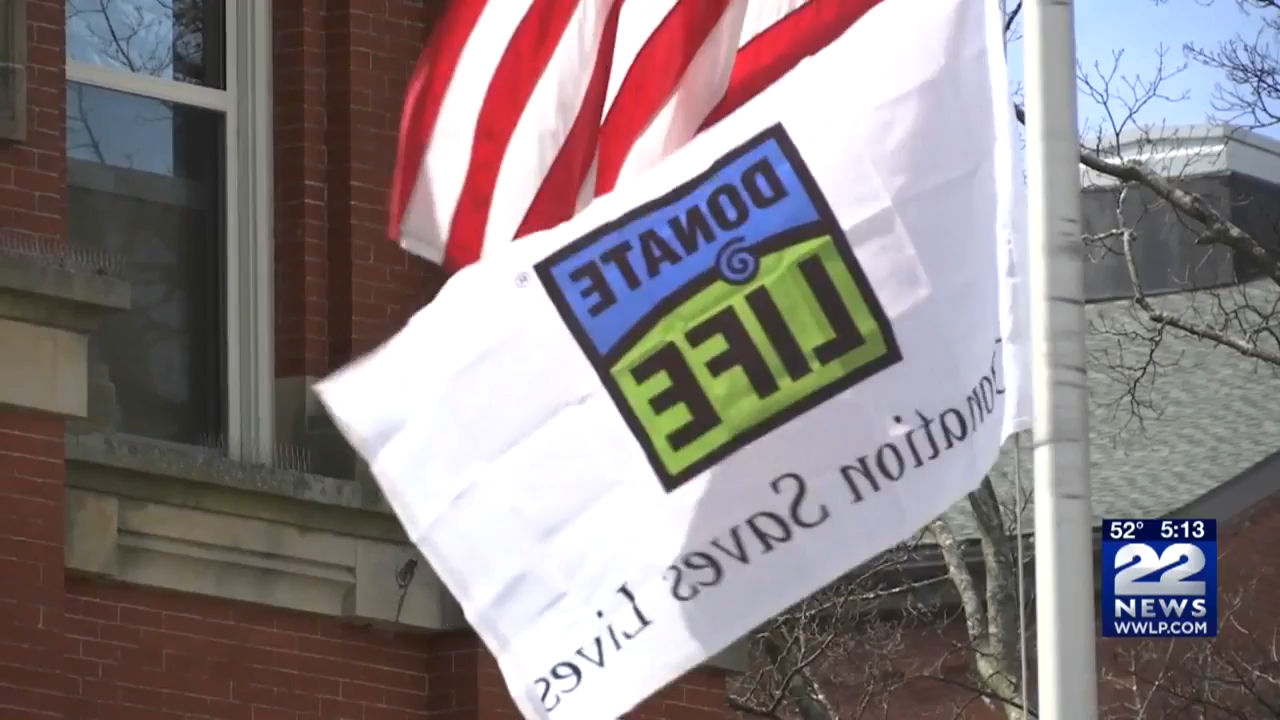 DONATE
LIFE
®
Donation Saves Lives
52° 5:13
22
NEWS
WWLP.COM